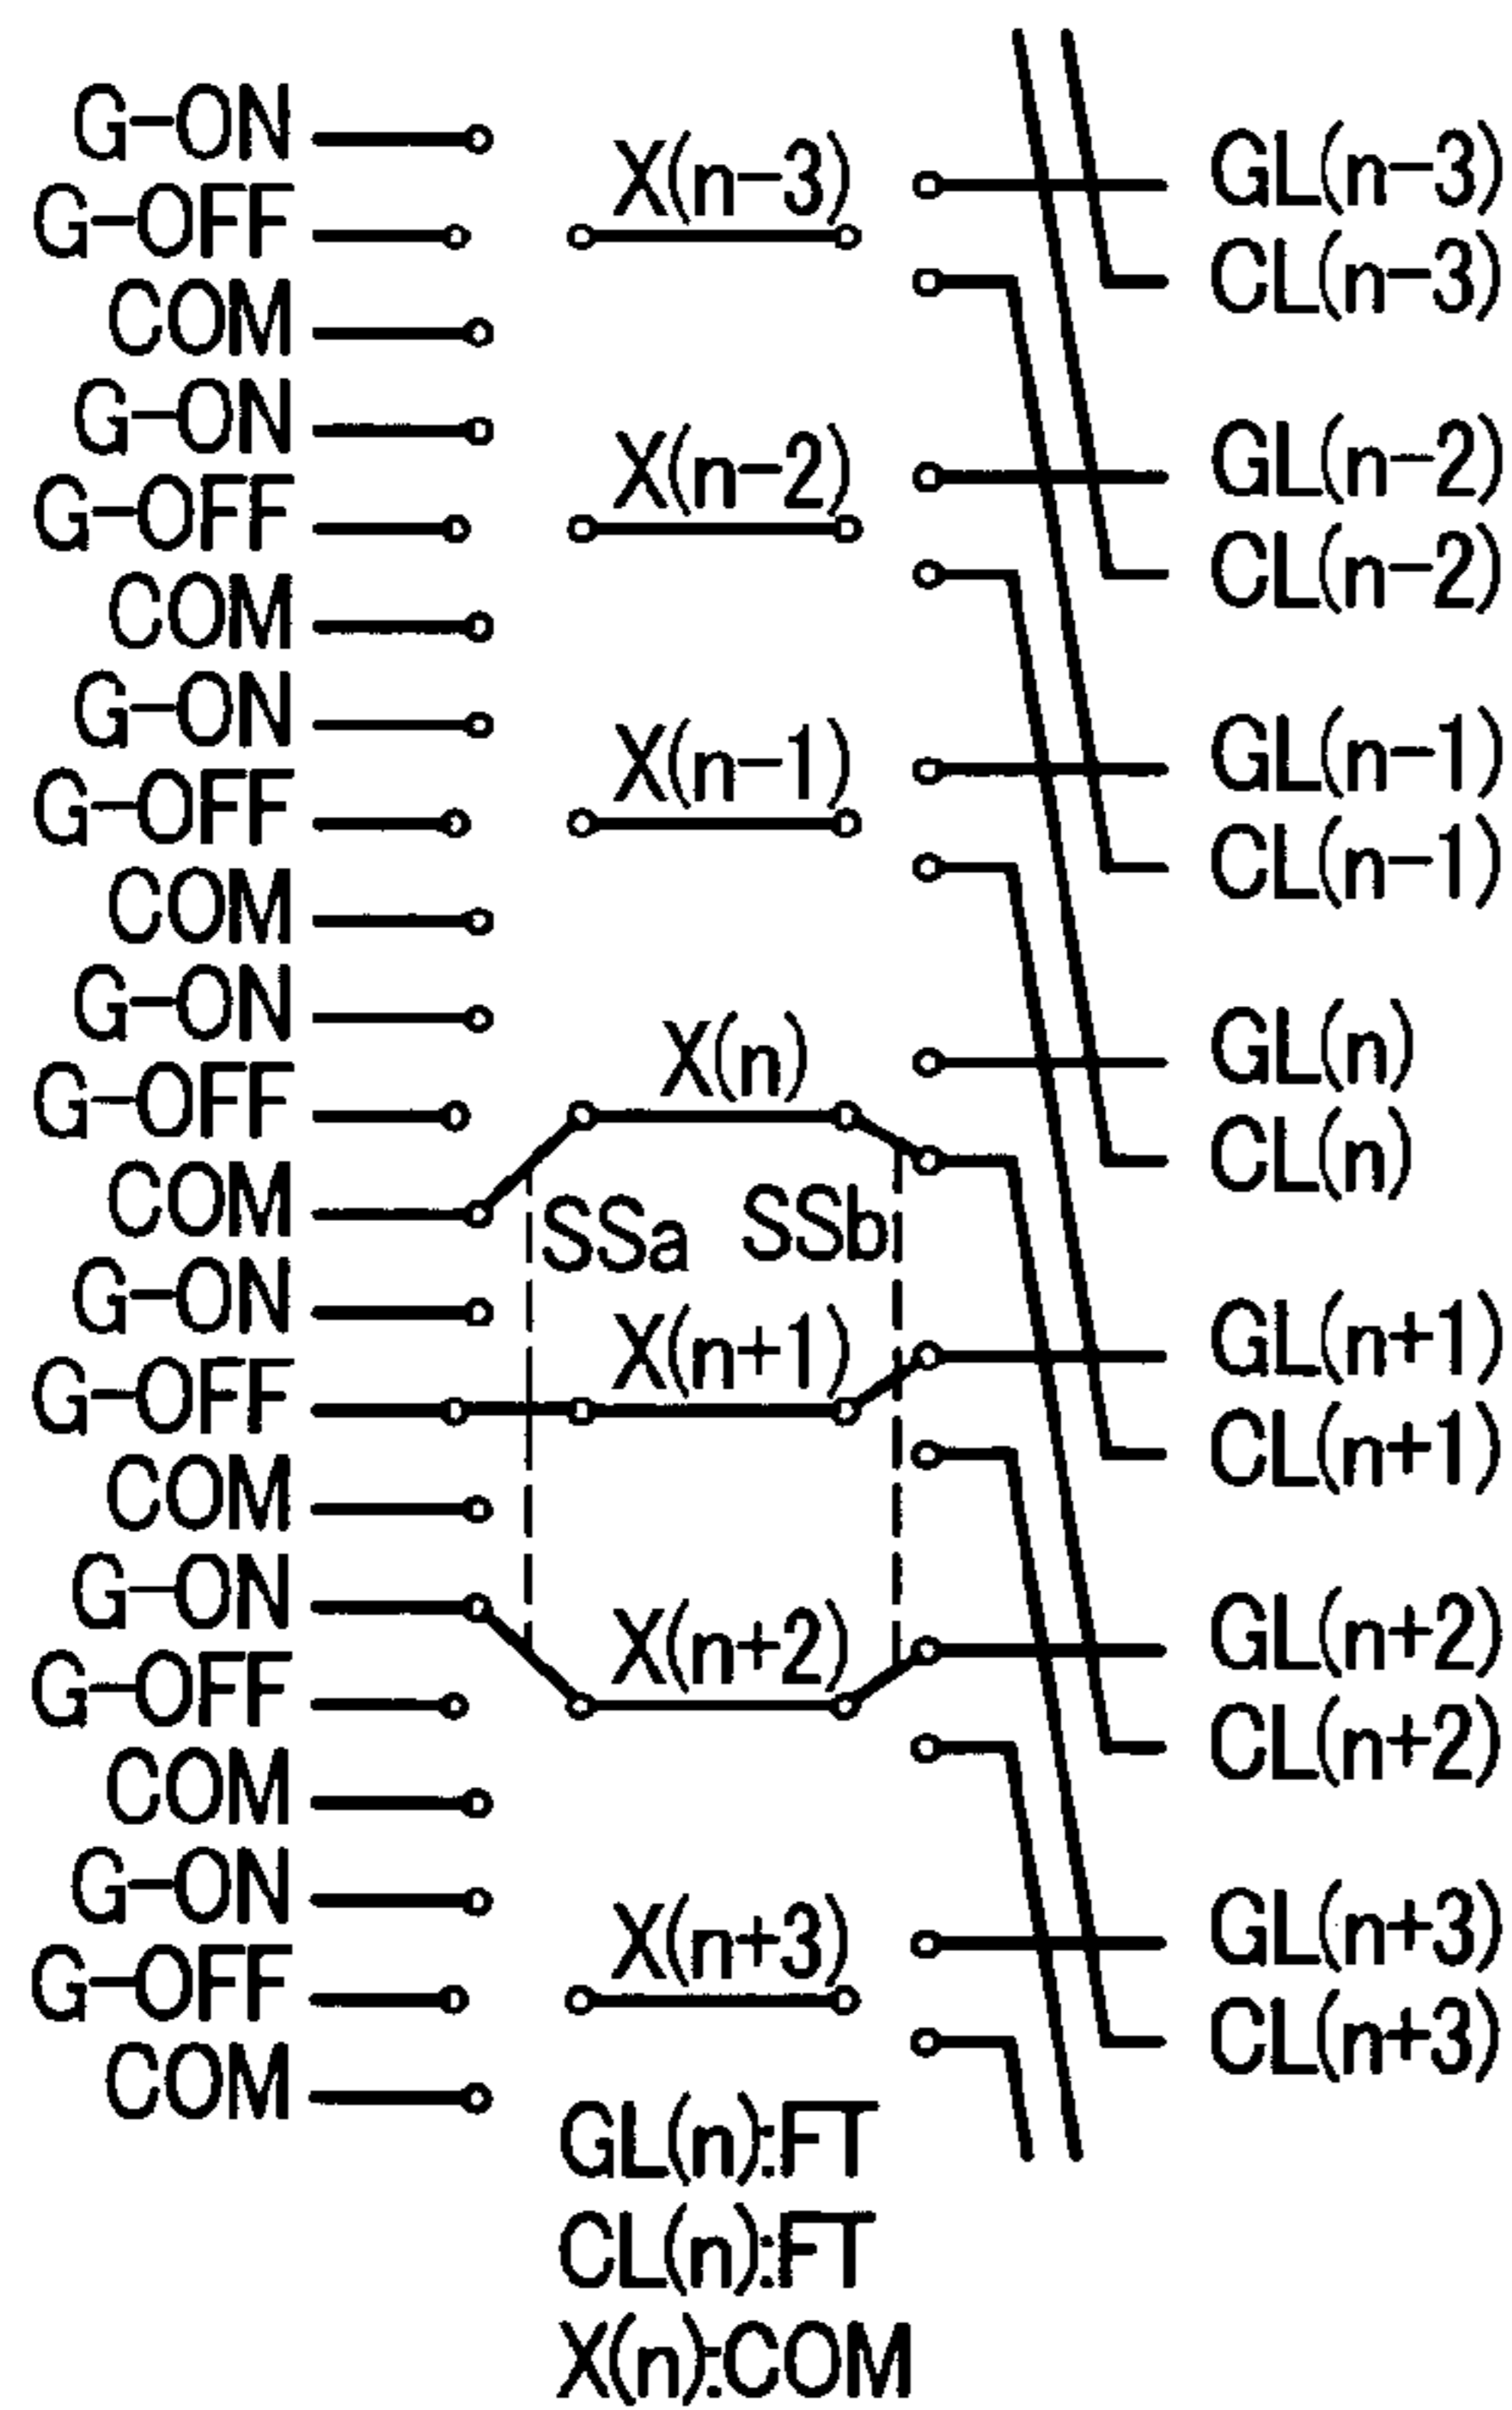 G-ON
G-OFF
COM
G-ON
G-OFF
COM
G-ON
G-OFF
COM
G-ON
G-OFF
COM
G-ON
G-OFF
COM
G-ON
G-OFF
COM
G-ON
G-OFF
COM
X(n-3)
X(n-2)
X(n-1)
X(n)
SSa SSb
X(n+1)
X(n+2)
X(n+3)
GL(n-3)
CL(n-3)
GL(n-2)
CL(n-2)
GL(n-1)
CL(n-1)
GL(n)
CL(n)
GL(n+1)
CL(n+1)
GL(n+2)
CL(n+2)
GL(n+3)
CL(n+3)
GL(n):FT
CL(n):FT
X(n):COM